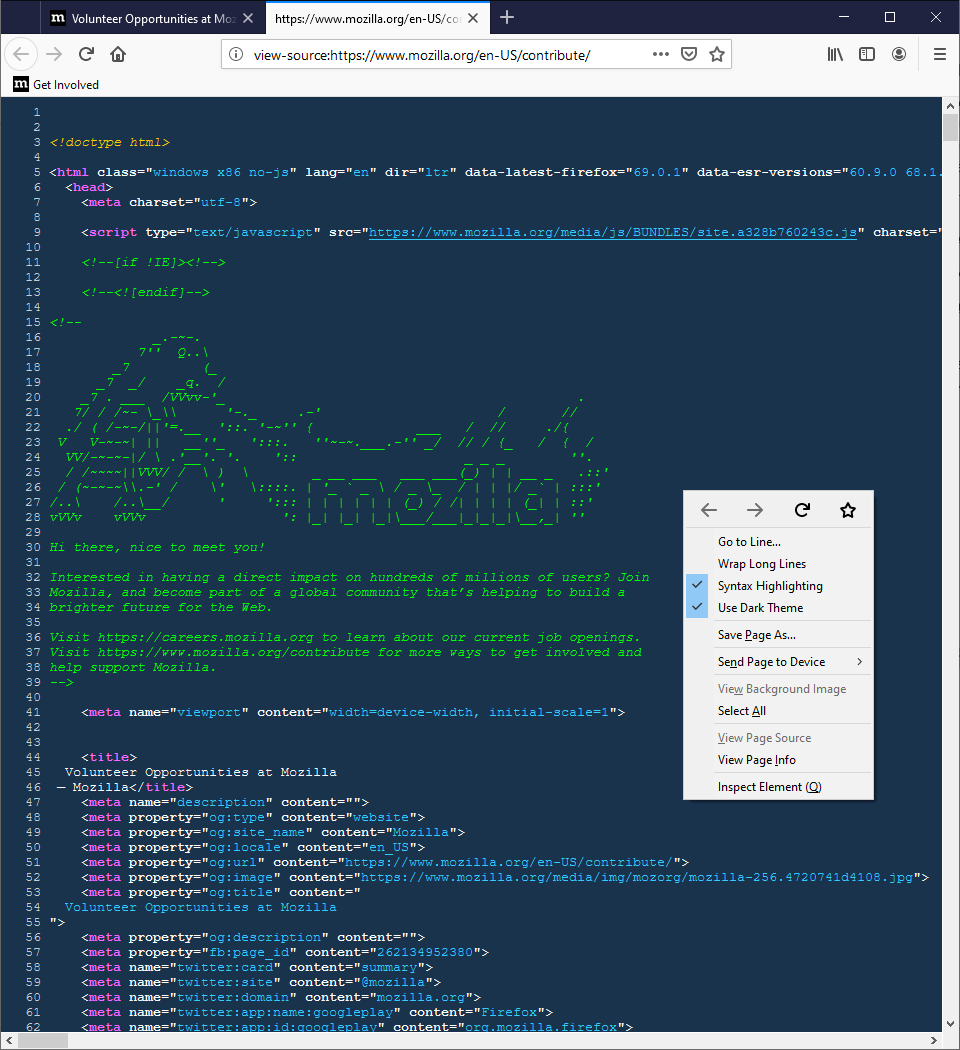 Volunteer Opportunities at Moz
https://www.mozilla.org/en-US/co
view-source:https://www.mozilla.org/en-US/contribute/
Get Involved
1
2
3 <!doctype html>
4
5 <html class="windows x86 no-js" lang="en" dir="ltr" data-latest-firefox="69.0.1" data-esr-versions="60.9.0 68.1.
6 <head>
7 <meta charset="utf-8">
8
9 <script type="text/javascript" src="https://www.mozilla.org/media/js/BUNDLES/site.a328b760243c.js" charset="
10
11 <!--[if !IE]><!-->
12
13 <!--<![endif]-->
14
15 <!--
16
17
18
19
20
21
22
23
24
25
26
27
28
mozilla
29
30 Hi there, nice to meet you!
31
32 Interested in having a direct impact on hundreds of millions of users? Join
33 Mozilla, and become part of a global community that's helping to build a
34 brighter future for the Web.
35
36 Visit https://careers.mozilla.org to learn about our current job openings.
37 Visit https://www.mozilla.org/contribute for more ways to get involved and
38 help support Mozilla.
39 -->
40
41 <meta name="viewport" content="width=device-width, initial-scale=1">
42
43
44 <title>
45 Volunteer Opportunities at Mozilla
46 — Mozilla</title>
47 <meta name="description" content="">
48 <meta property="og:type" content="website">
49 <meta property="og:site_name" content="Mozilla">
50 <meta property="og:locale" content="en_US">
51 <meta property="og:url" content="https://www.mozilla.org/en-US/contribute/">
52 <meta property="og:image" content="https://www.mozilla.org/media/img/mozorg/mozilla-256.4720741d4108.jpg">
53 <meta property="og:title" content="
54 Volunteer Opportunities at Mozilla
55 ">
56 <meta property="og:description" content="">
57 <meta property="fb:page_id" content="262134952380">
58 <meta name="twitter:card" content="summary">
59 <meta name="twitter:site" content="@mozilla">
60 <meta name="twitter:domain" content="mozilla.org">
61 <meta name="twitter:app:name:googleplay" content="Firefox">
62 <meta name="twitter:app:id:googleplay" content="org.mozilla.firefox">
Go to Line...
Wrap Long Lines
Syntax Highlighting
Use Dark Theme
Save Page As...
Send Page to Device
View Background Image
Select All
View Page Source
View Page Info
Inspect Element (Q)